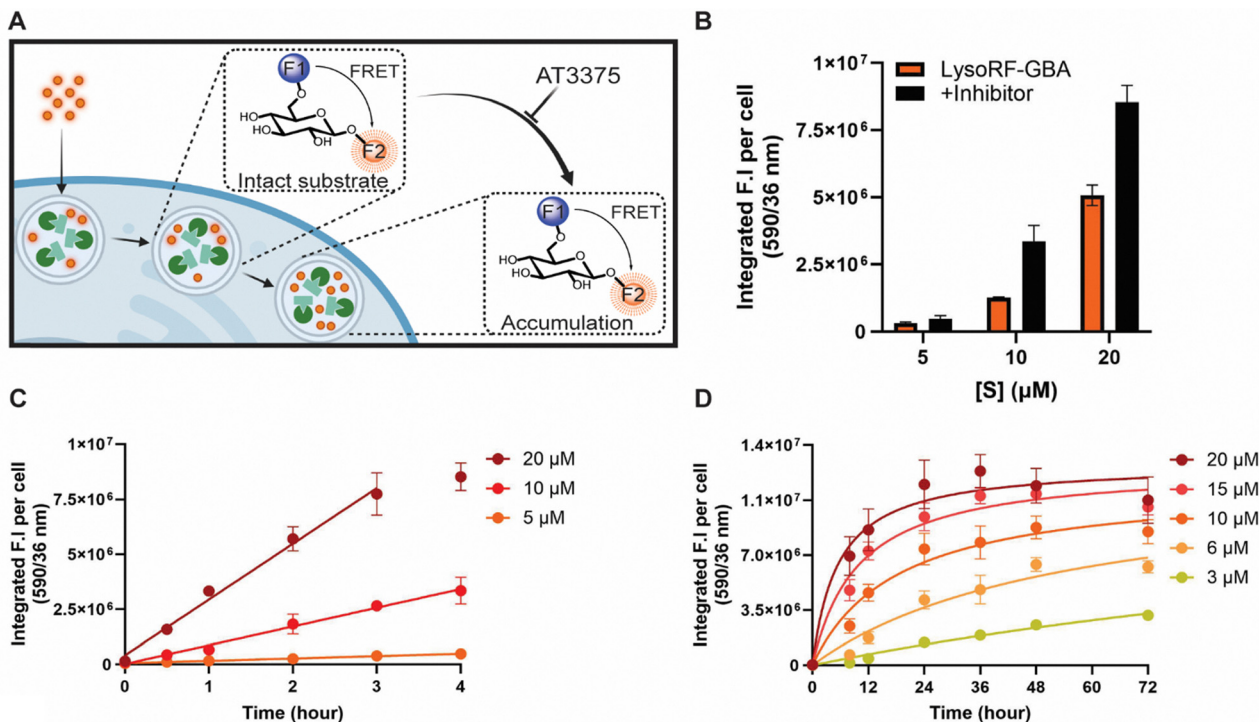 A
F1
FRET
AT3375
HO
O
O
HO
O
OH
F2
Intact substrate
F1
FRET
O
HO
O
HO
O
OH
F2
Accumulation
B
LysoRF-GBA
+Inhibitor
Integrated F.I per cell
(590/36 nm)
1×10⁷
7.5×10⁶
5×10⁶
2.5×10⁶
0
5 10 20
[S] (µM)
C
Integrated F.I per cell
(590/36 nm)
1×10⁷
7.5×10⁶
5×10⁶
2.5×10⁶
0
0 1 2 3 4
Time (hour)
20 µM
10 µM
5 µM
D
Integrated F.I per cell
(590/36 nm)
1.4×10⁷
1.1×10⁷
7.0×10⁶
3.5×10⁶
0
0 12 24 36 48 60 72
Time (hour)
20 µM
15 µM
10 µM
6 µM
3 µM